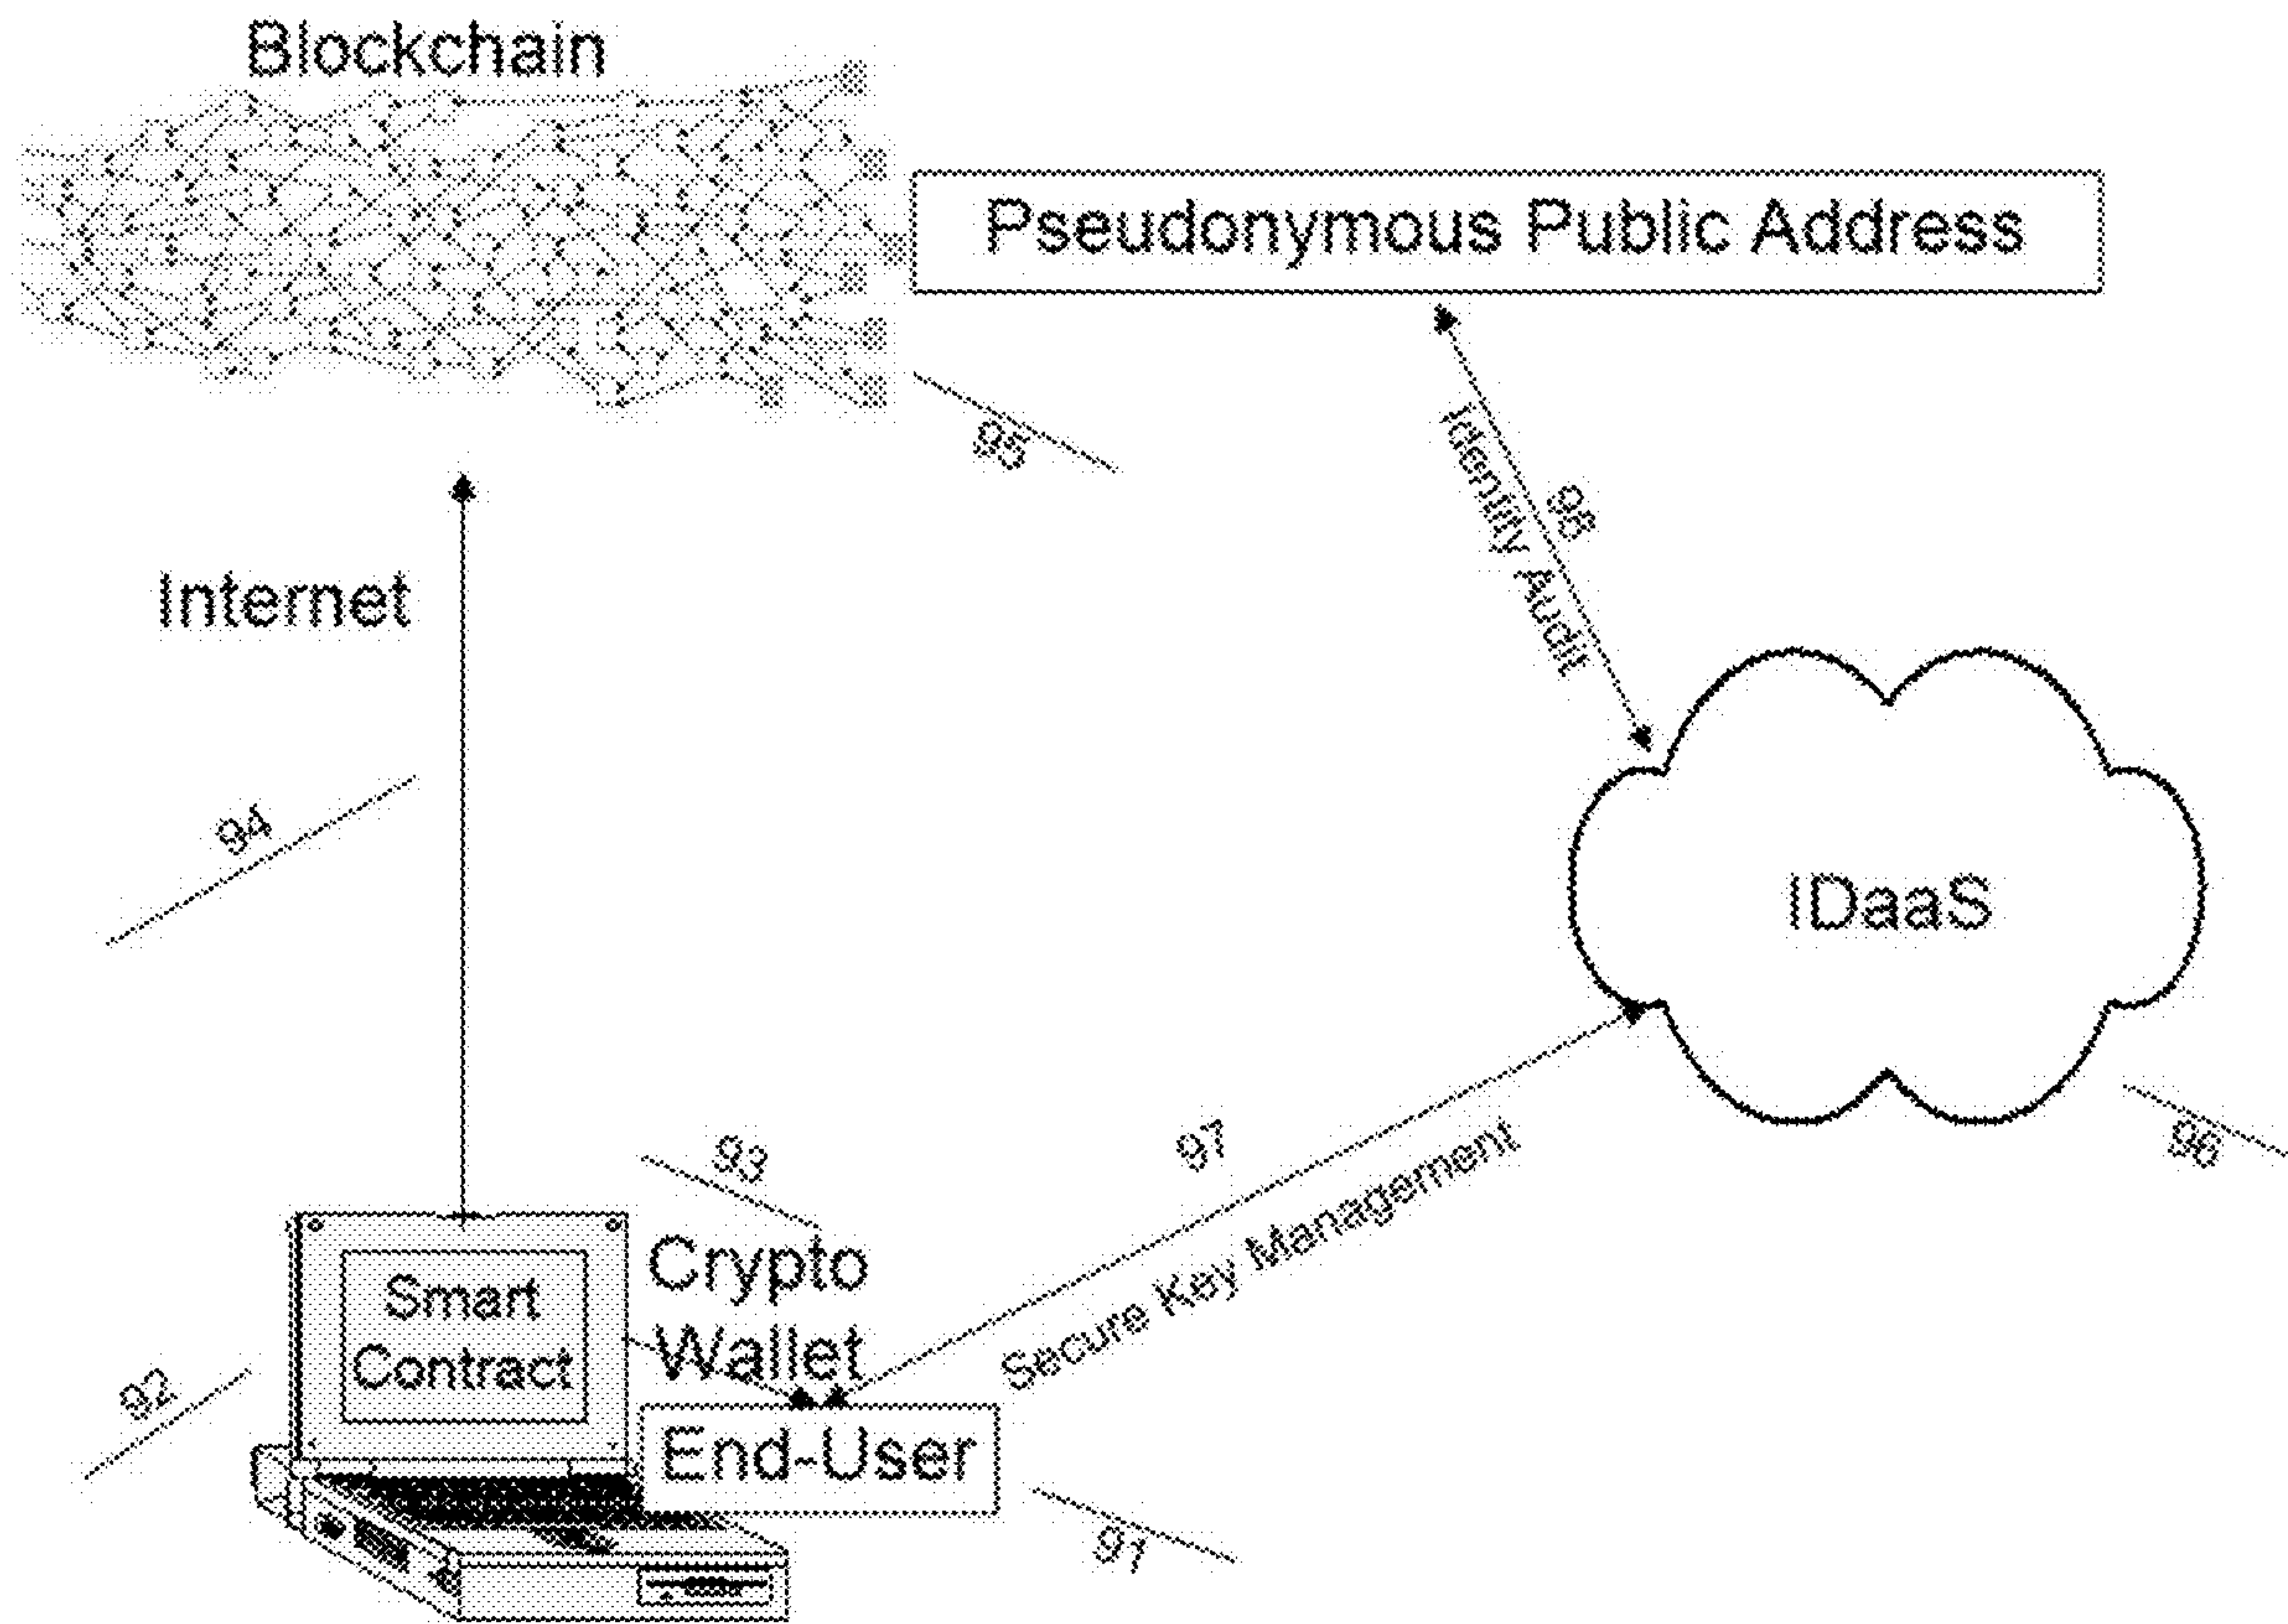 Blockchain
Pseudonymous Public Address
95
Identity Audit
98
Internet
94
IDaaS
96
97
Secure Key Management
93
Crypto
Wallet
Smart
Contract
92
End-User
91